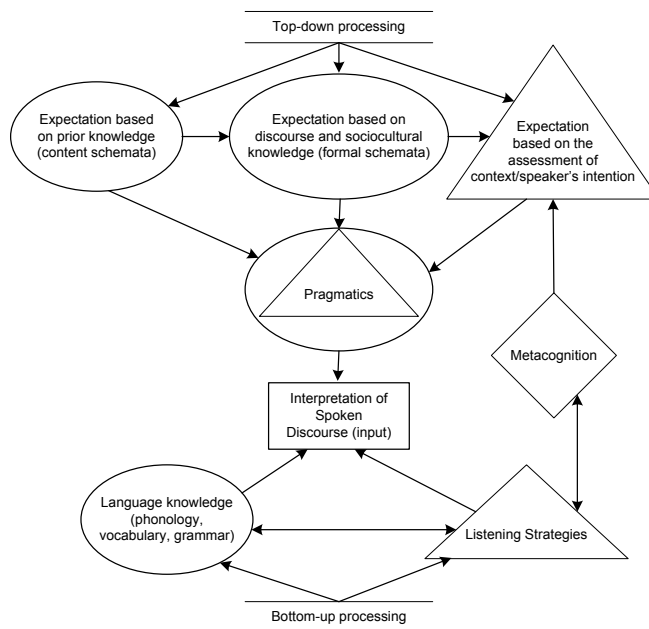 Top-down processing
Expectation based
on prior knowledge
(content schemata)
Expectation based on
discourse and sociocultural
knowledge (formal schemata)
Expectation
based on the
assessment of
context/speaker's intention
Pragmatics
Metacognition
Interpretation of
Spoken
Discourse (input)
Language knowledge
(phonology,
vocabulary, grammar)
Listening Strategies
Bottom-up processing